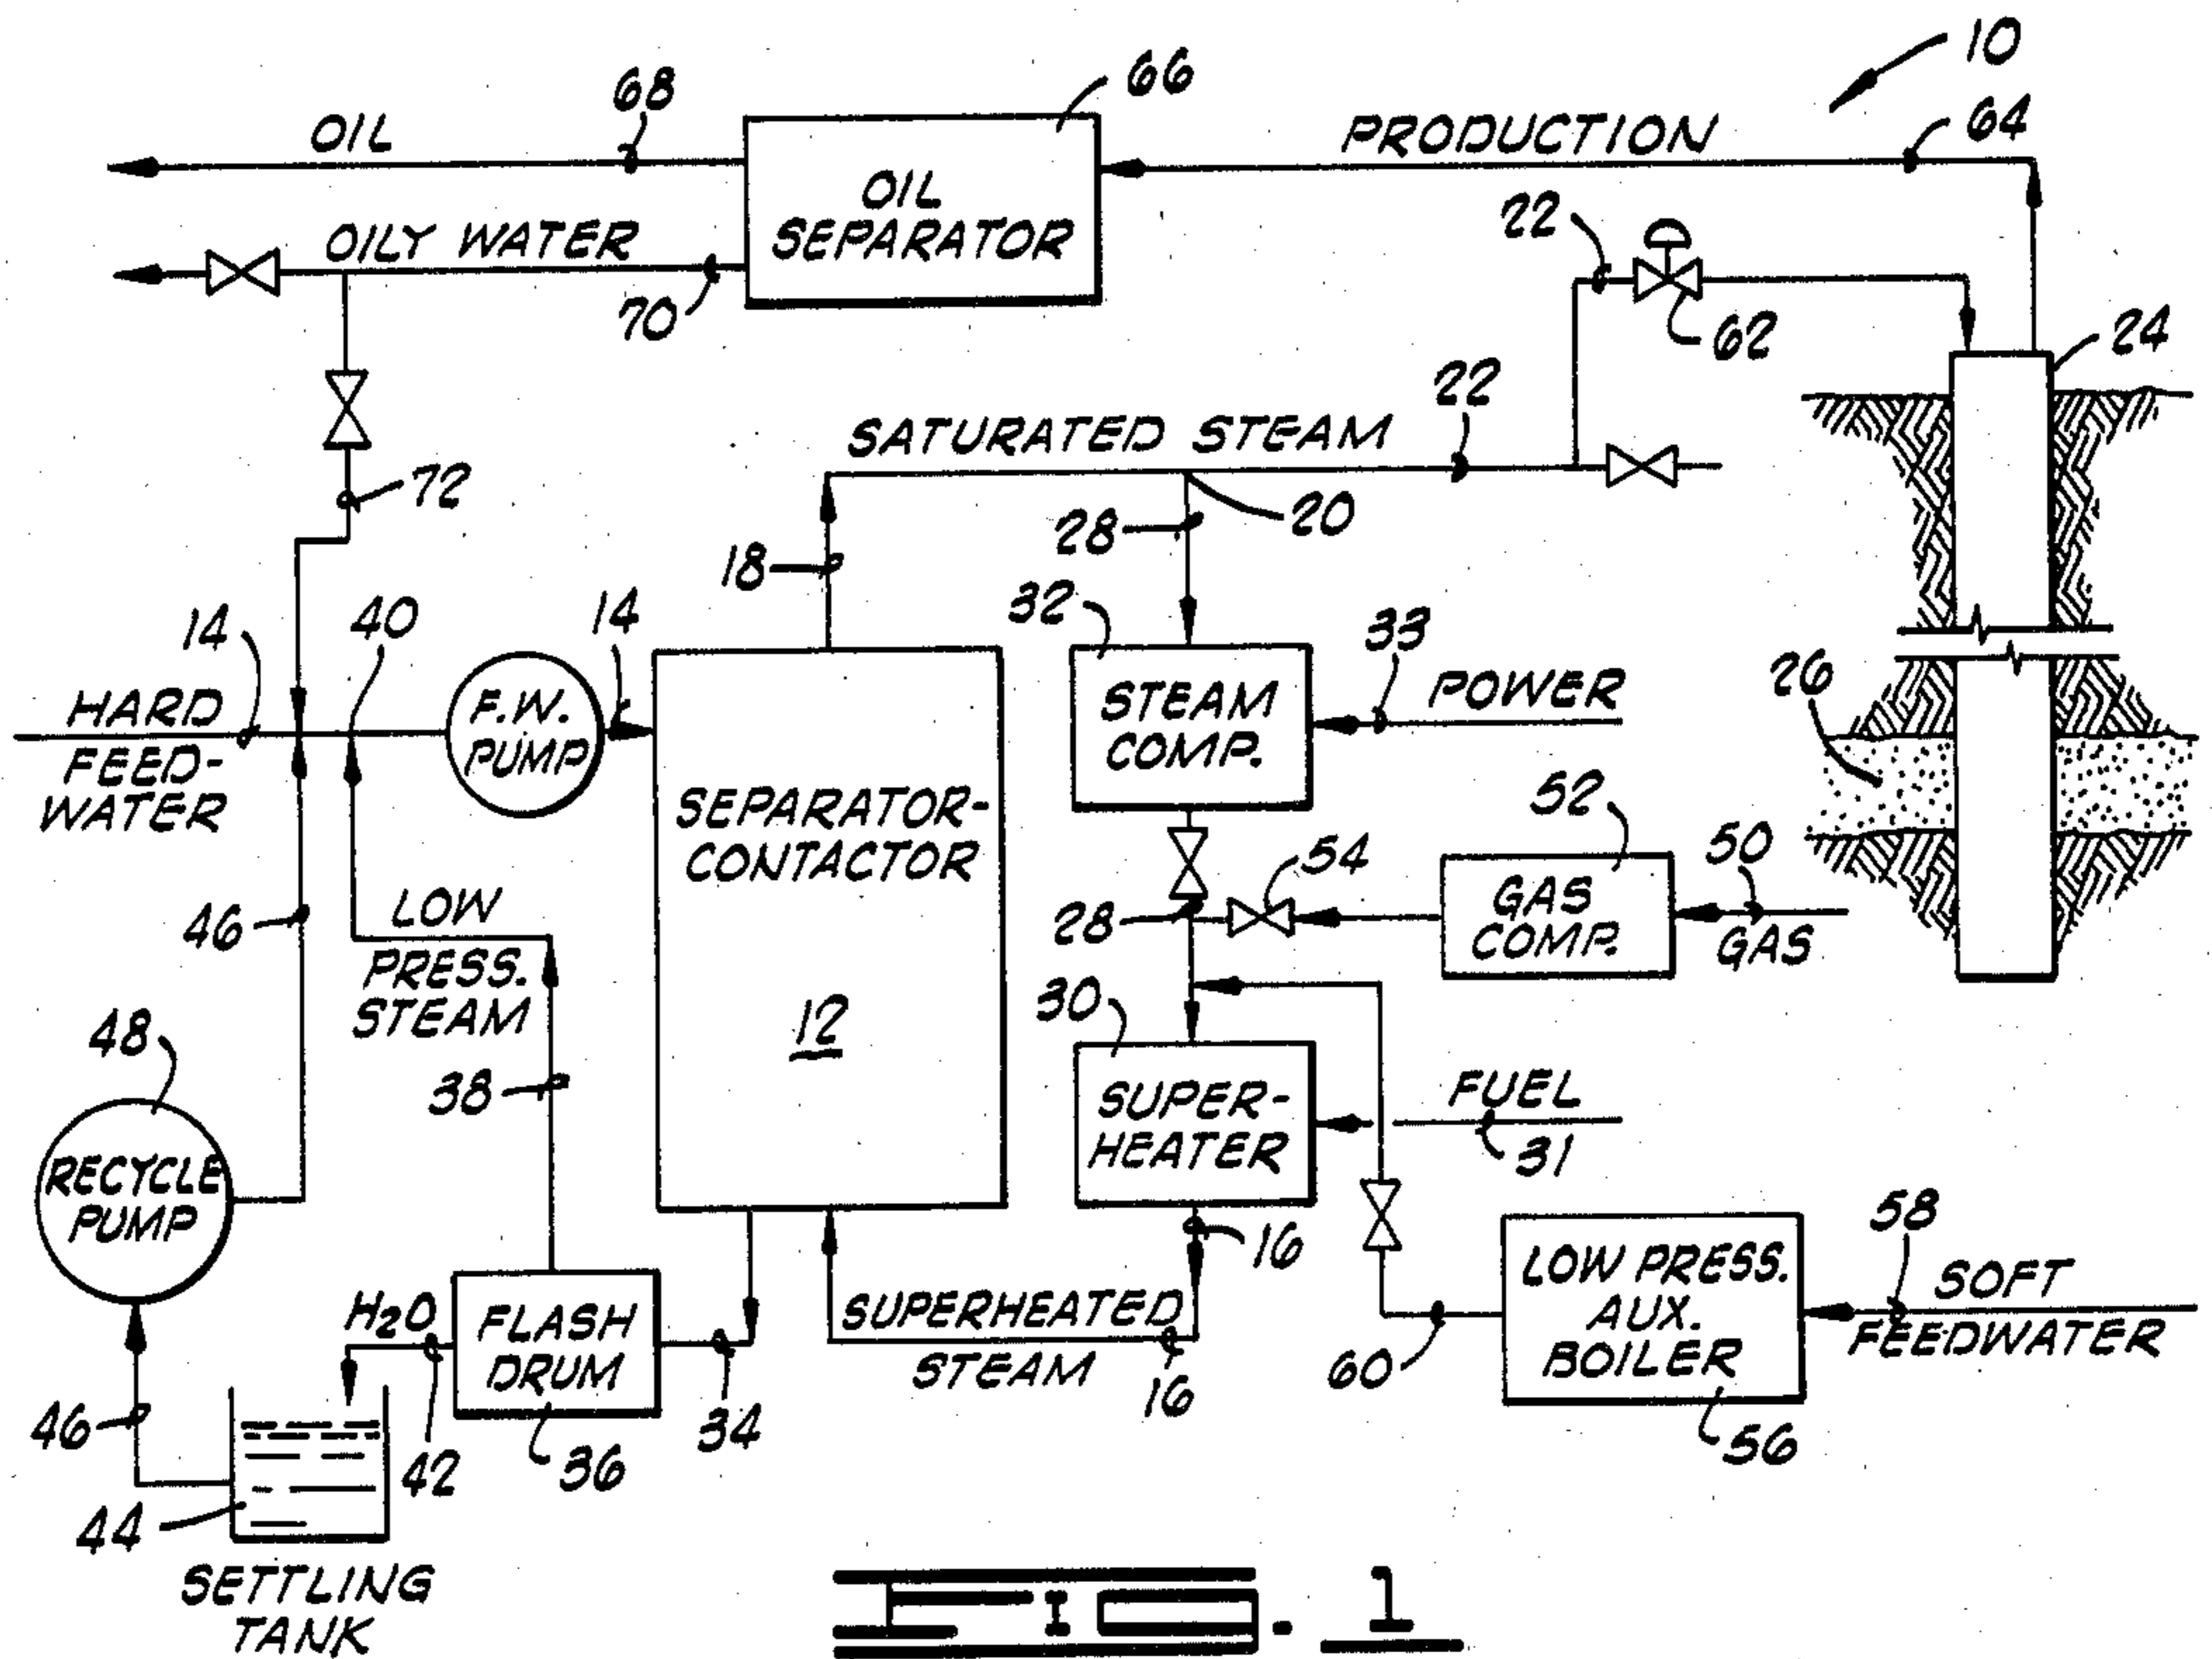 10
66
68
OIL
PRODUCTION
64
OIL
SEPARATOR
OILY WATER
70
22
62
24
22
SATURATED STEAM
72
28
20
18
32
33
14
40
14
POWER
26
HARD
FEED-
WATER
F.W.
PUMP
STEAM
COMP.
SEPARATOR-
CONTACTOR
52
54
50
46
LOW
PRESS.
STEAM
28
GAS
COMP.
GAS
12
30
48
38
FUEL
31
SUPER-
HEATER
RECYCLE
PUMP
16
58
SOFT
FEEDWATER
H2O
FLASH
DRUM
SUPERHEATED
STEAM
LOW PRESS.
AUX.
BOILER
60
16
46
42
36
34
56
44
SETTLING
TANK
FIG. 1